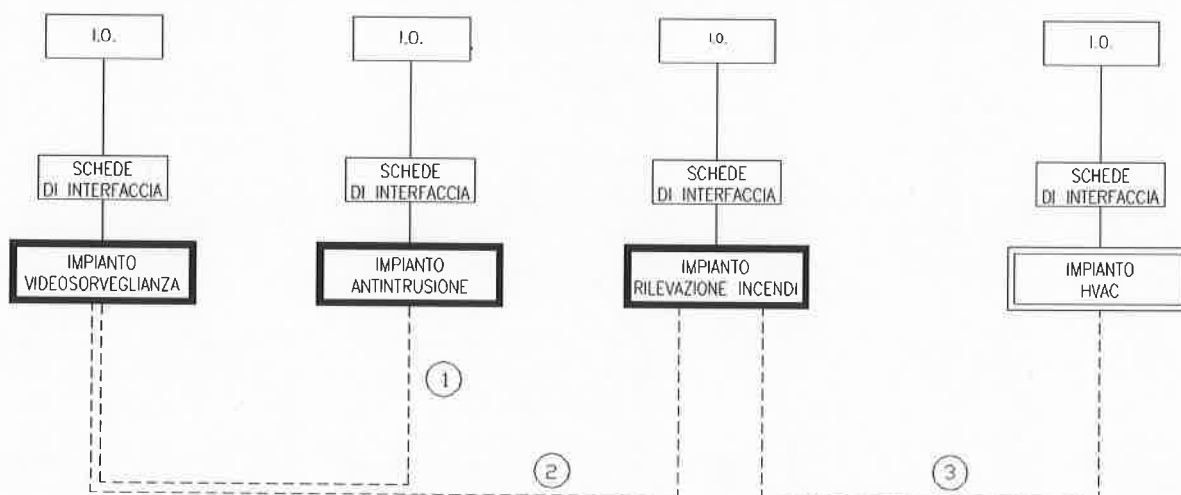 I.O.
I.O.
I.O.
I.O.
SCHEDE
DI INTERFACCIA
SCHEDE
DI INTERFACCIA
SCHEDE
DI INTERFACCIA
SCHEDE
DI INTERFACCIA
IMPIANTO
VIDEOSORVEGLIANZA
IMPIANTO
ANTINTRUSIONE
IMPIANTO
RILEVAZIONE INCENDI
IMPIANTO
HVAC
1
2
3